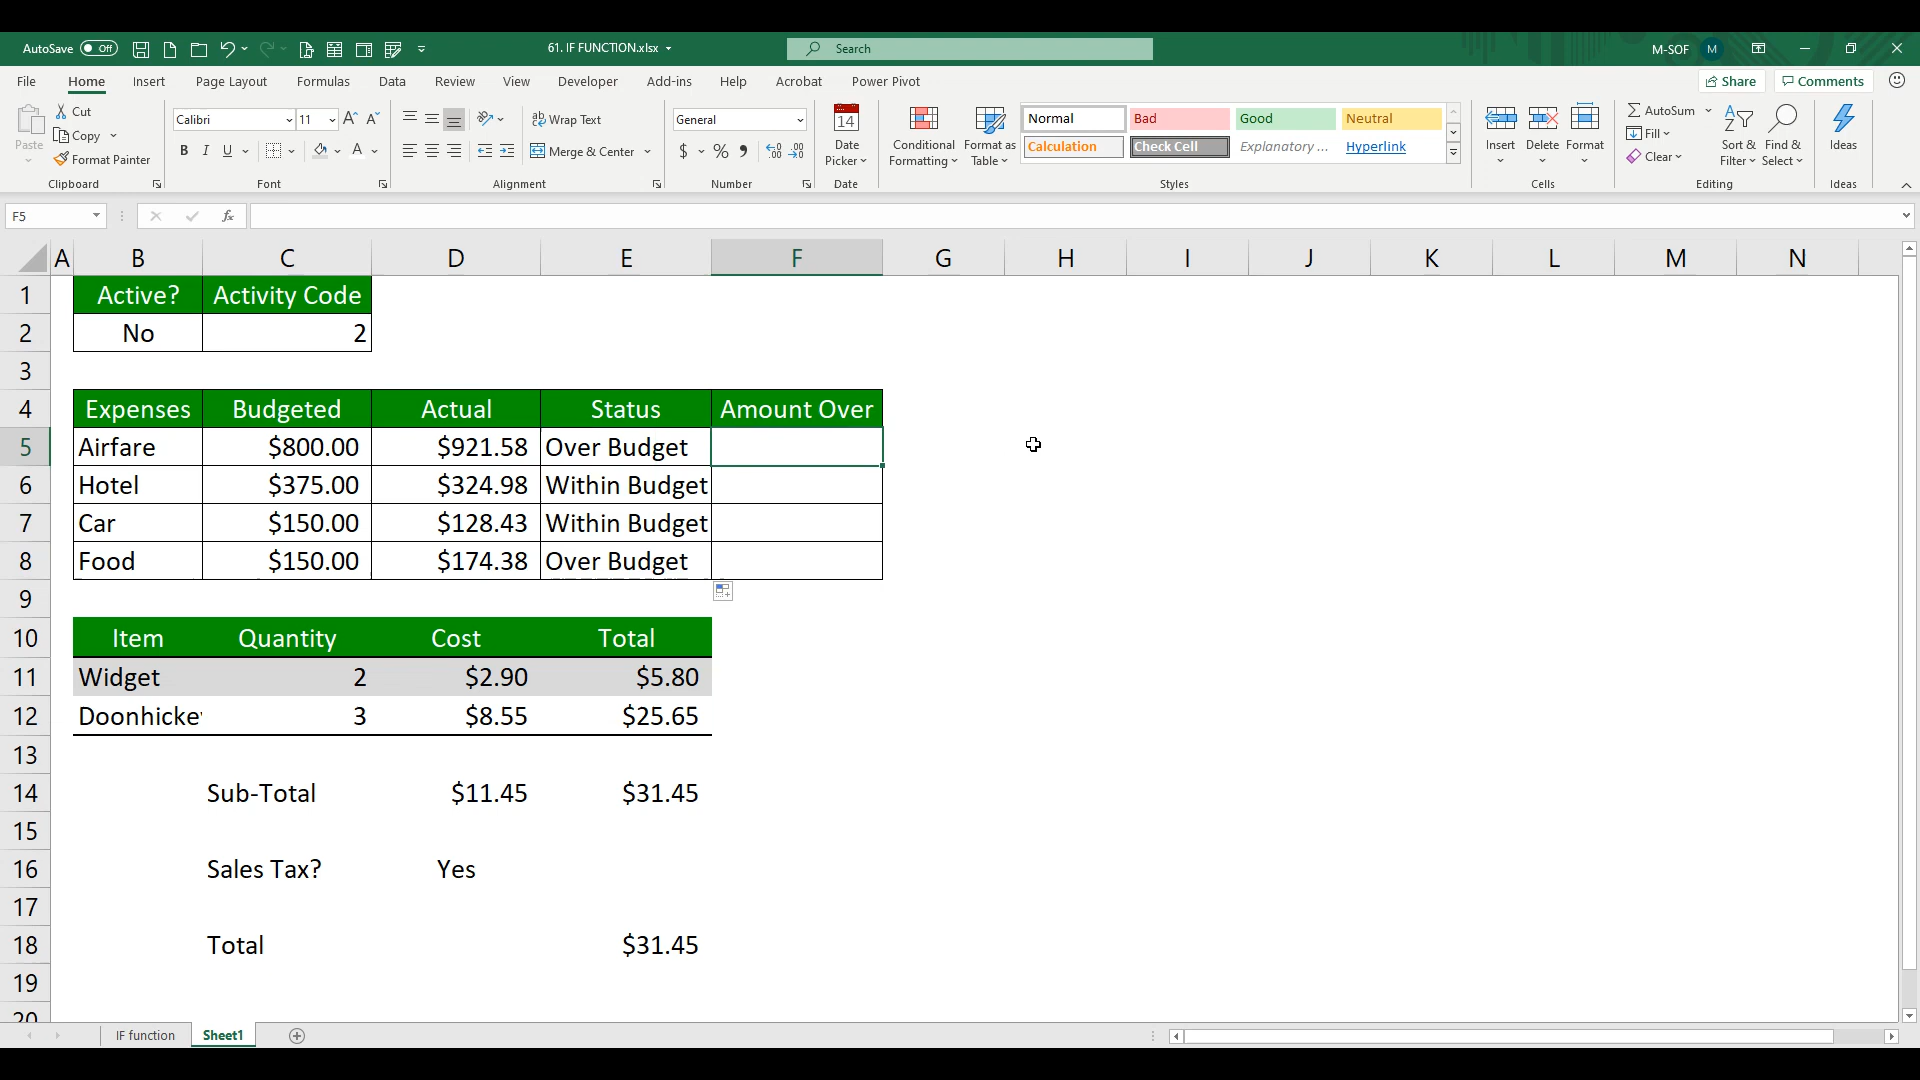 AutoSave Off 61. IF FUNCTION.xlsx Search M-SOF M
File Home Insert Page Layout Formulas Data Review View Developer Add-ins Help Acrobat Power Pivot Share Comments
Paste Cut Copy Format Painter Clipboard
Calibri 11 B I U A Font
Wrap Text Merge & Center Alignment
General $ % Number
14 Date Picker Date
Conditional Formatting Format as Table
Normal Bad Good Neutral
Calculation Check Cell Explanatory ... Hyperlink
Styles
Insert Delete Format Cells
AutoSum Fill Clear Sort & Filter Find & Select Editing
Ideas Ideas
F5 fx
A B C D E F G H I J K L M N
1 Active? Activity Code
2 No 2
3
4 Expenses Budgeted Actual Status Amount Over
5 Airfare $800.00 $921.58 Over Budget
6 Hotel $375.00 $324.98 Within Budget
7 Car $150.00 $128.43 Within Budget
8 Food $150.00 $174.38 Over Budget
9
10 Item Quantity Cost Total
11 Widget 2 $2.90 $5.80
12 Doonhicke 3 $8.55 $25.65
13
14 Sub-Total $11.45 $31.45
15
16 Sales Tax? Yes
17
18 Total $31.45
19
20
IF function Sheet1